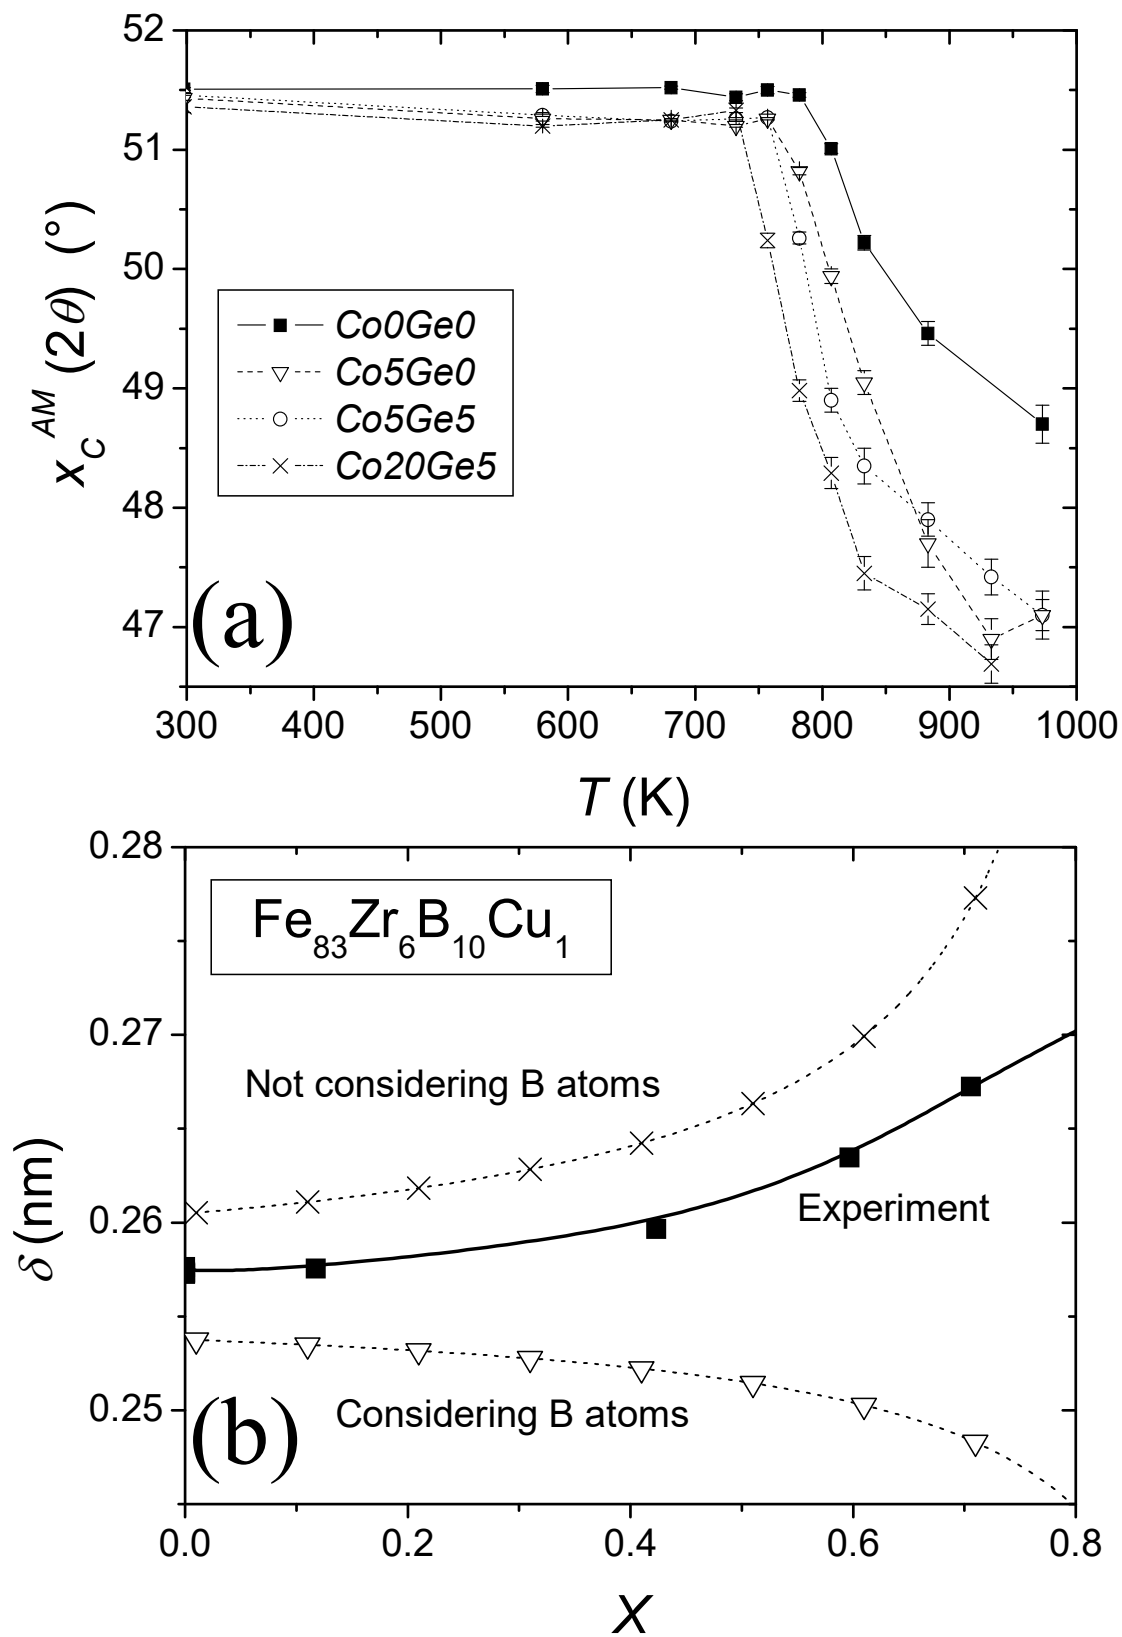 52
51
50
49
48
47
x_C^AM (2θ) (°)
Co0Ge0
Co5Ge0
Co5Ge5
Co20Ge5
(a)
300 400 500 600 700 800 900 1000
T (K)
0.28
0.27
0.26
0.25
δ (nm)
Fe83Zr6B10Cu1
Not considering B atoms
Experiment
Considering B atoms
(b)
0.0 0.2 0.4 0.6 0.8
X